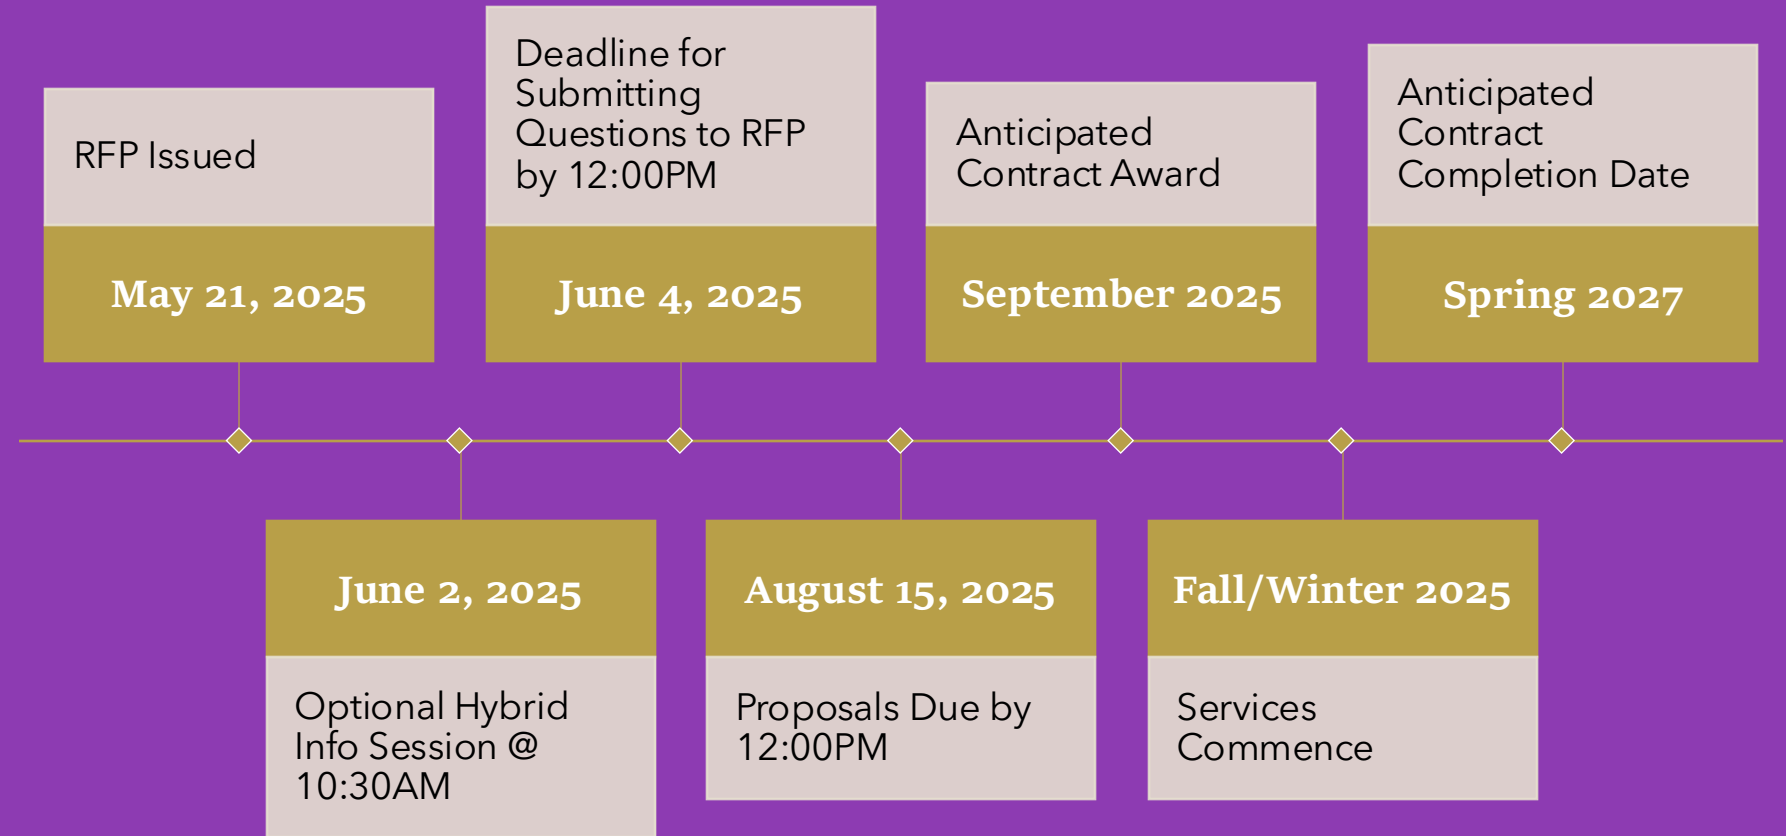 RFP Issued
May 21, 2025
Optional Hybrid
Info Session @
10:30AM
June 2, 2025
Deadline for
Submitting
Questions to RFP
by 12:00PM
June 4, 2025
August 15, 2025
Proposals Due by
12:00PM
Anticipated
Contract Award
September 2025
Fall/Winter 2025
Services
Commence
Anticipated
Contract
Completion Date
Spring 2027